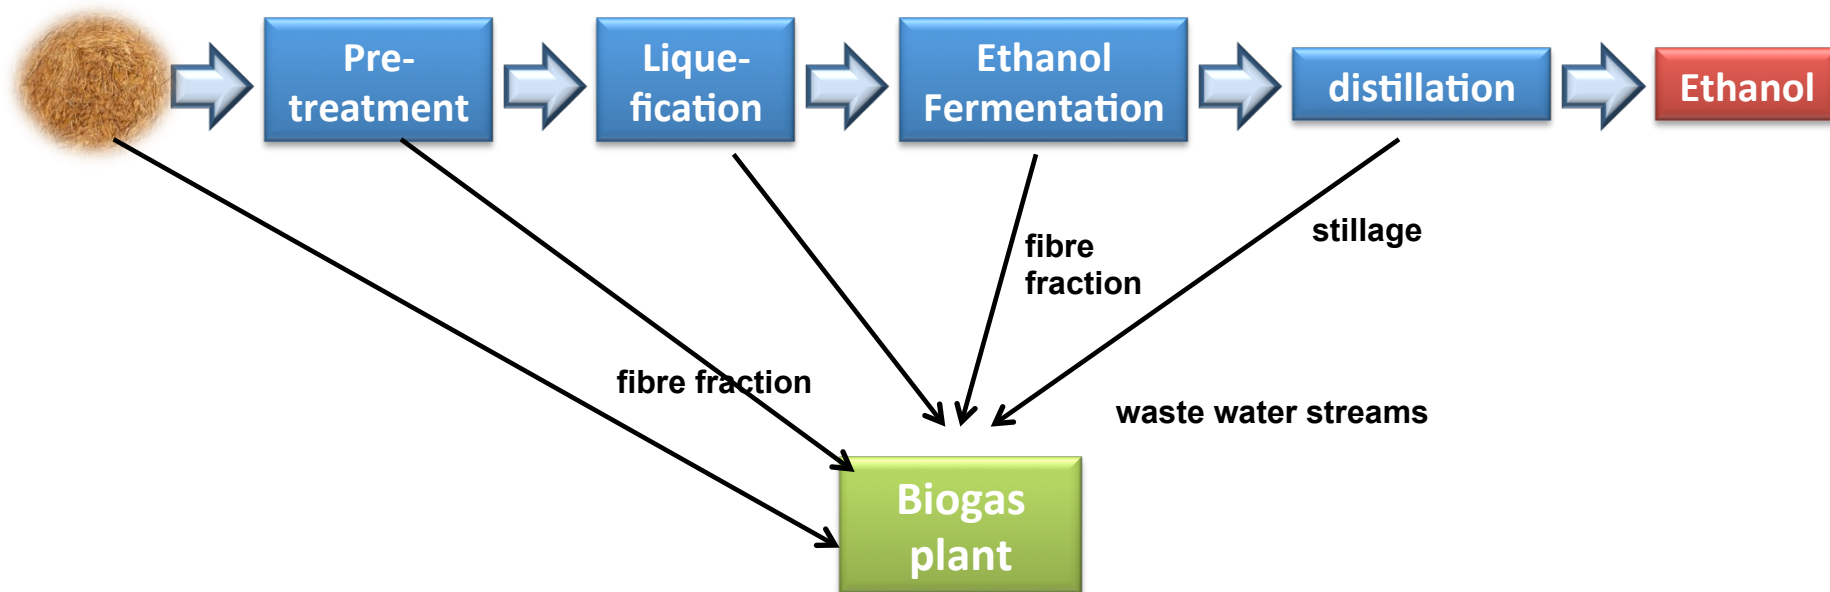 Pre-
treatment
Lique-
fication
Ethanol
Fermentation
distillation
Ethanol
fibre
fraction
stillage
fibre fraction
waste water streams
Biogas
plant